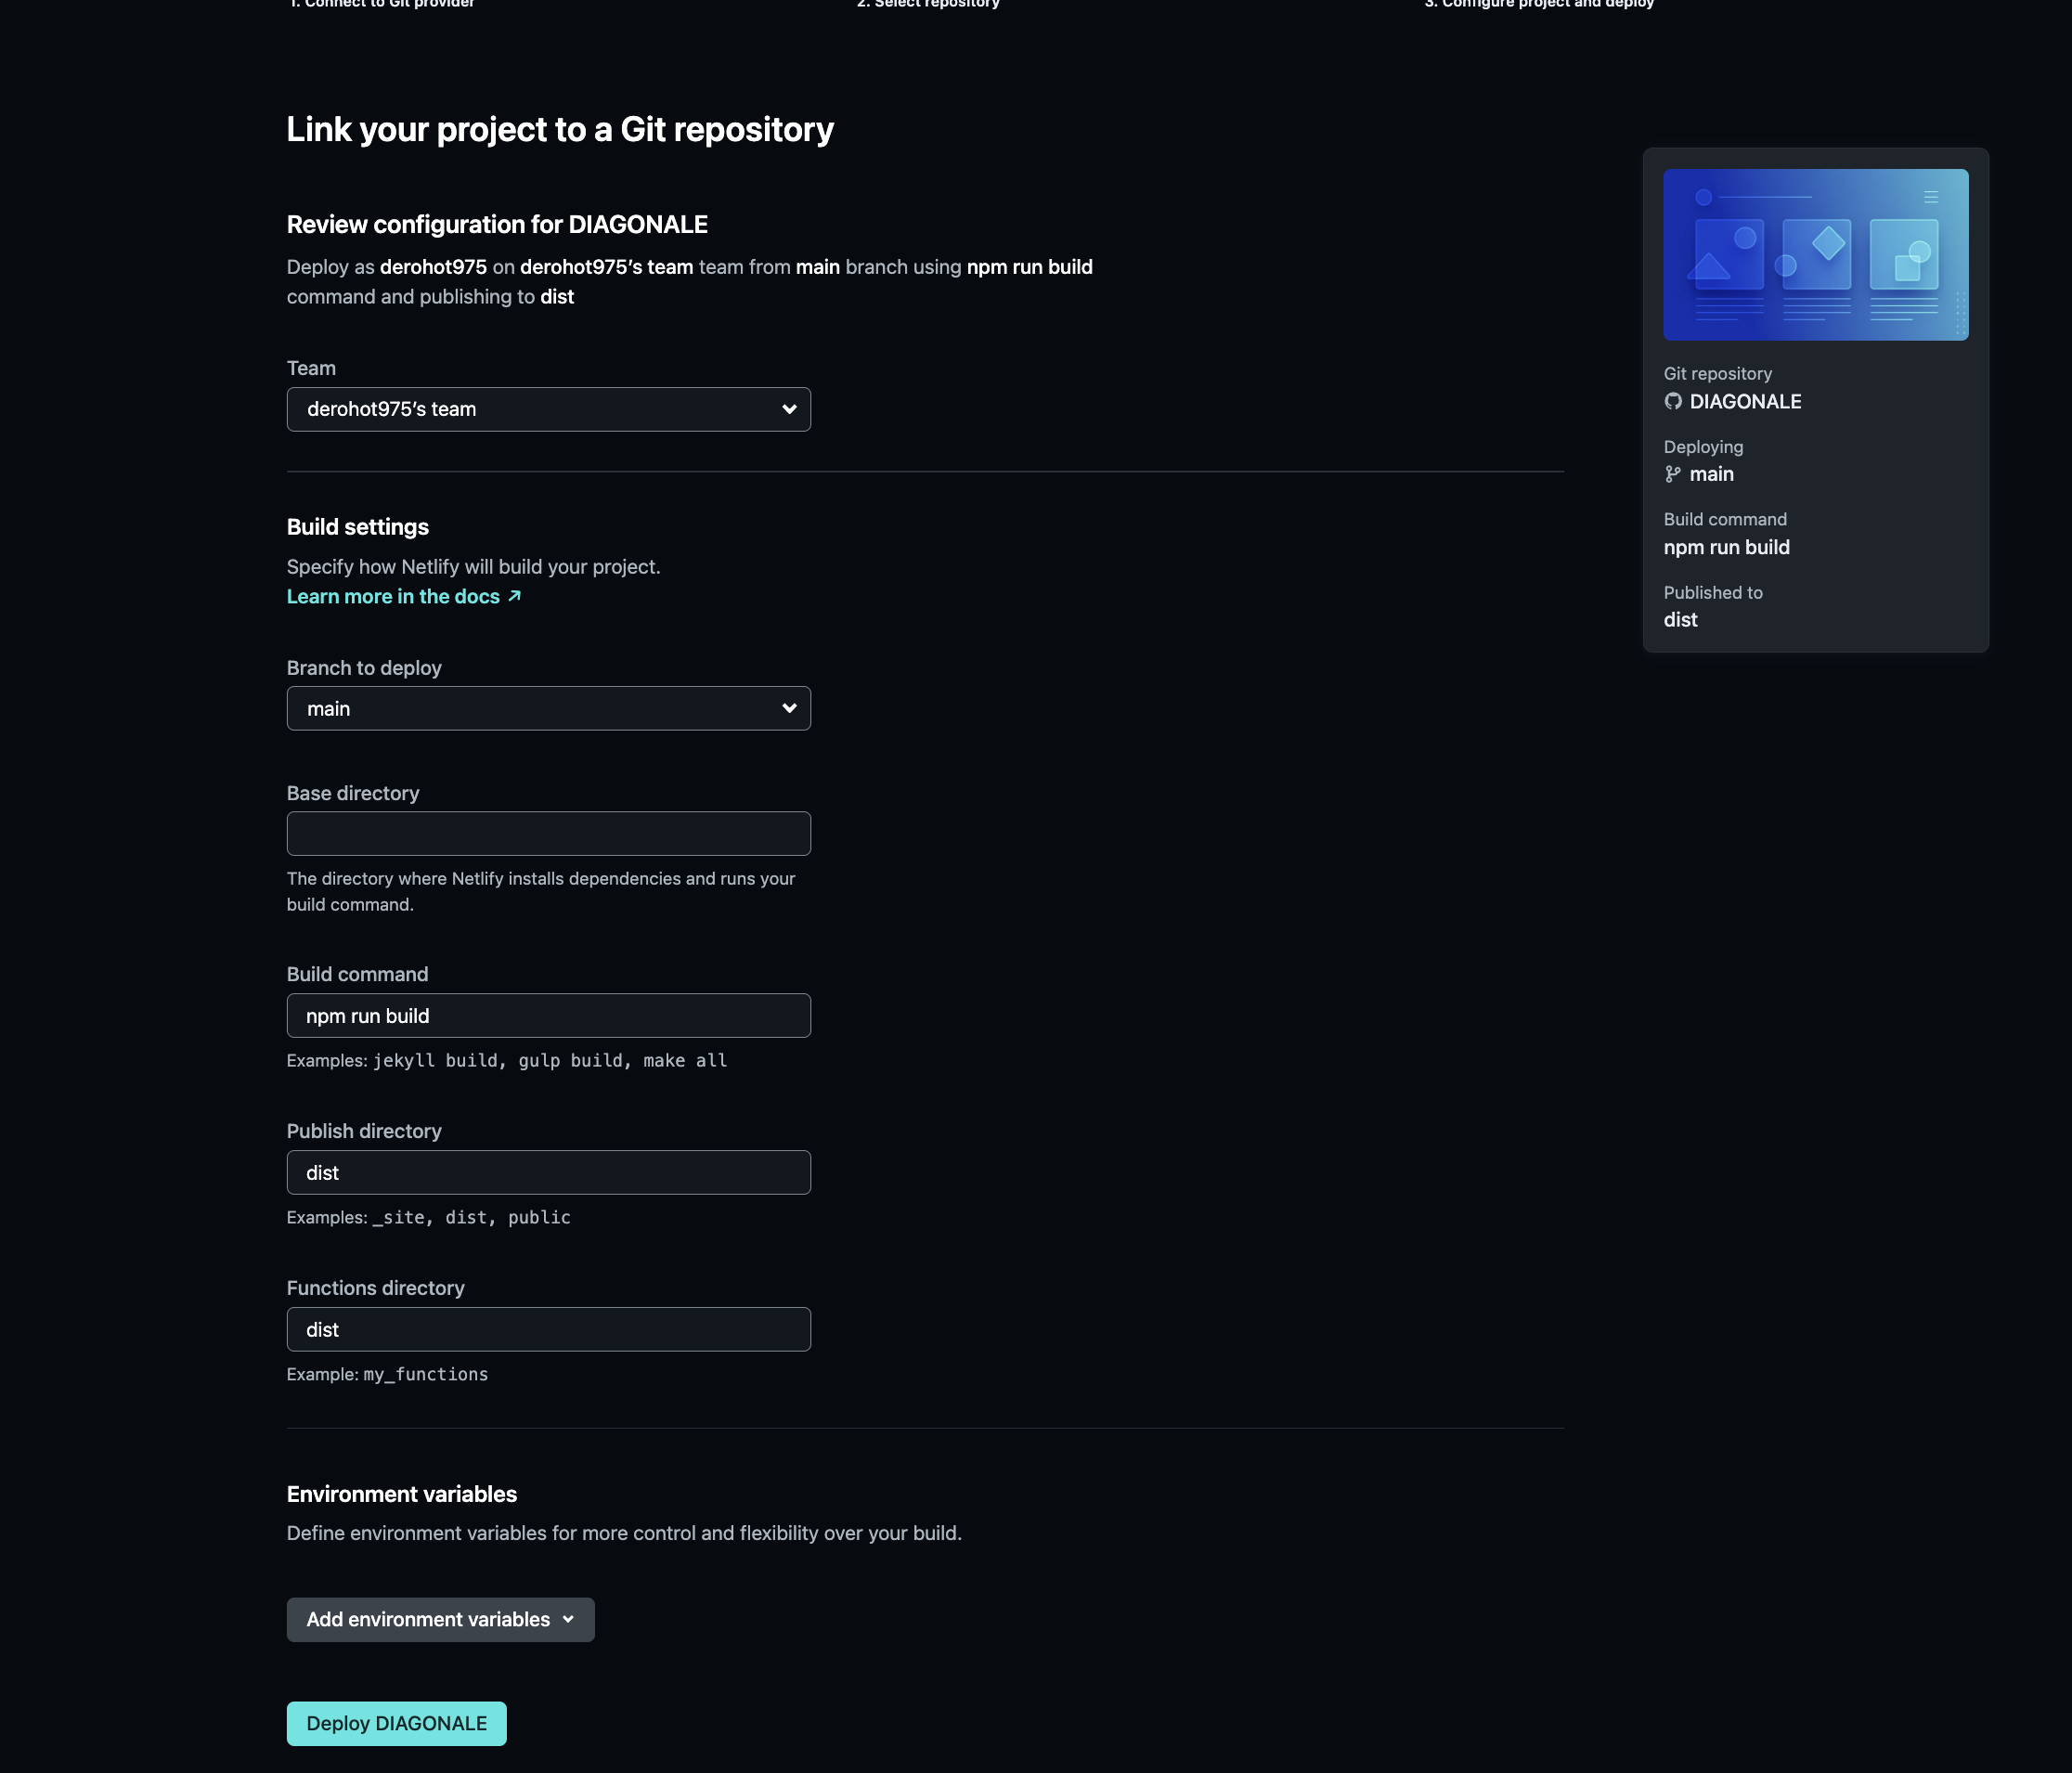 1. Connect to Git provider
2. Select repository
3. Configure project and deploy
Link your project to a Git repository
Review configuration for DIAGONALE
Deploy as derohot975 on derohot975's team team from main branch using npm run build
command and publishing to dist
Team
derohot975's team
Build settings
Specify how Netlify will build your project.
Learn more in the docs ↗
Branch to deploy
main
Base directory
The directory where Netlify installs dependencies and runs your
build command.
Build command
npm run build
Examples: jekyll build, gulp build, make all
Publish directory
dist
Examples: _site, dist, public
Functions directory
dist
Example: my_functions
Environment variables
Define environment variables for more control and flexibility over your build.
Add environment variables
Deploy DIAGONALE
Git repository
DIAGONALE
Deploying
main
Build command
npm run build
Published to
dist